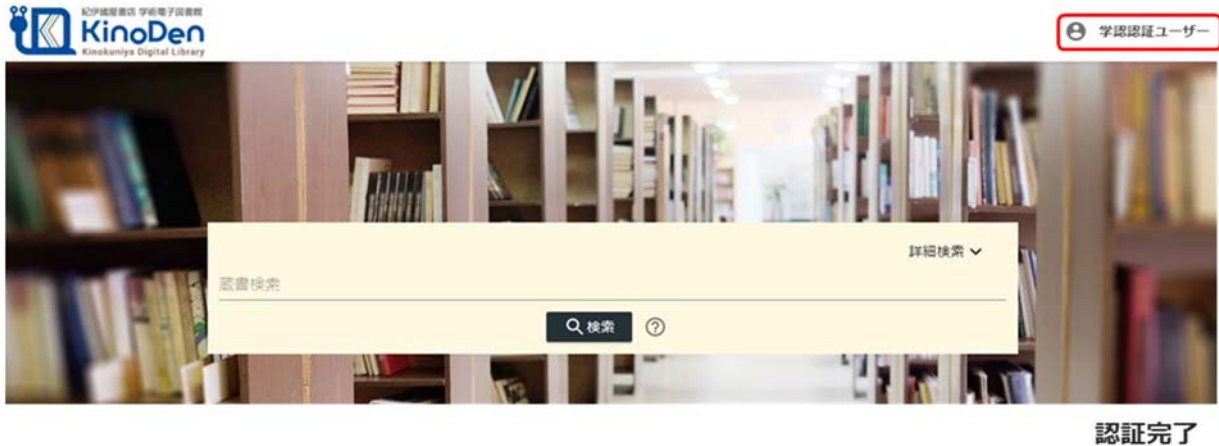 紀伊國屋書店 学術電子図書館
KinoDen
Kinokuniya Digital Library
学認認証ユーザー
詳細検索
蔵書検索
検索
認証完了